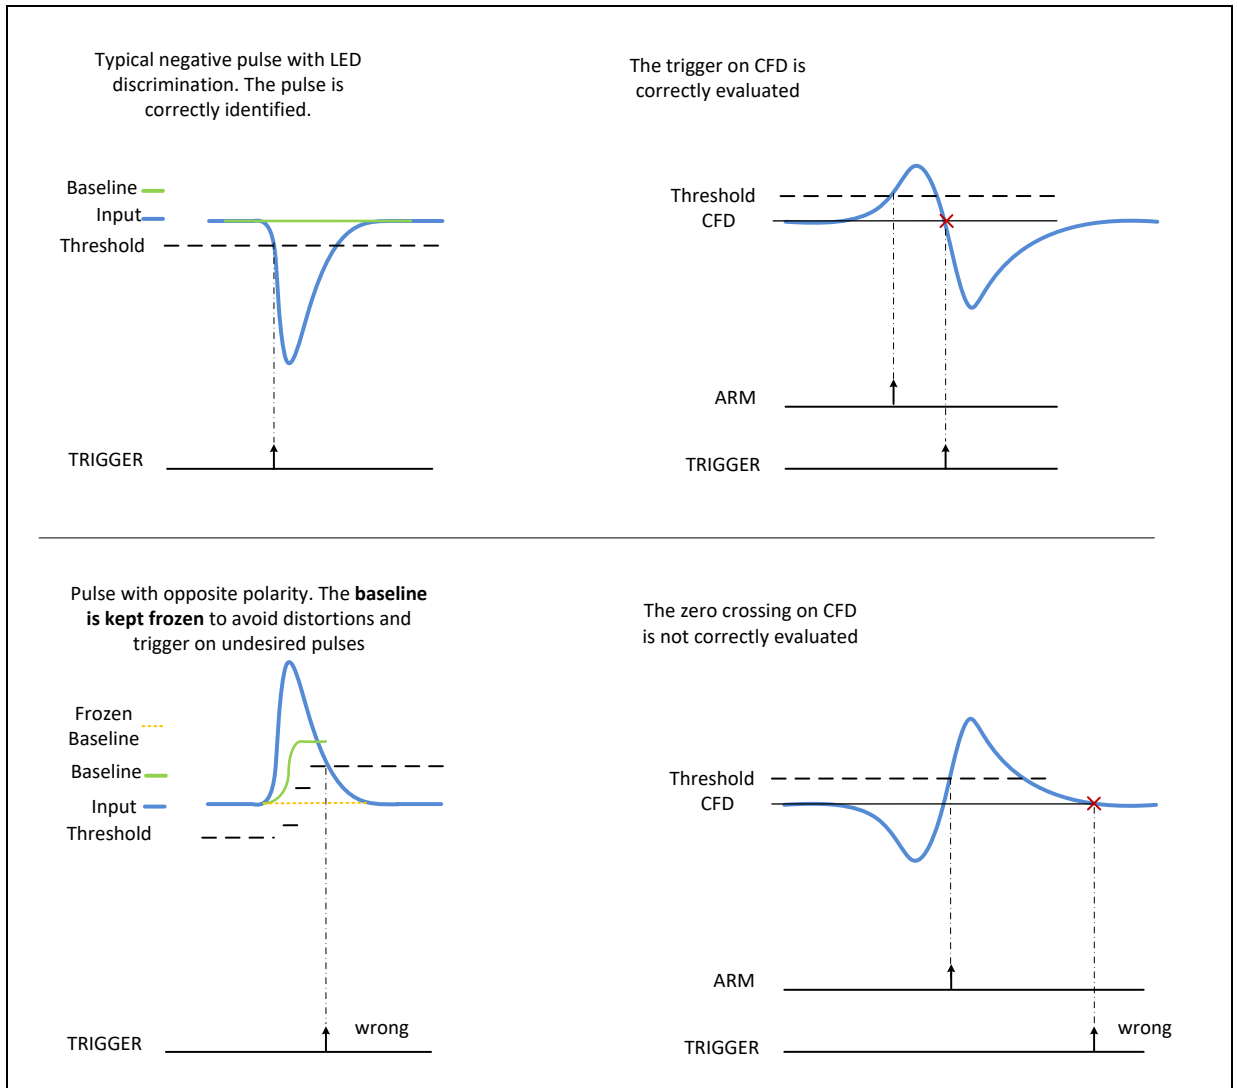 Typical negative pulse with LED
discrimination. The pulse is
correctly identified.
Baseline
Input
Threshold
TRIGGER
The trigger on CFD is
correctly evaluated
Threshold
CFD
ARM
TRIGGER
Pulse with opposite polarity. The baseline
is kept frozen to avoid distortions and
trigger on undesired pulses
Frozen
Baseline
Baseline
Input
Threshold
wrong
TRIGGER
The zero crossing on CFD
is not correctly evaluated
Threshold
CFD
ARM
wrong
TRIGGER